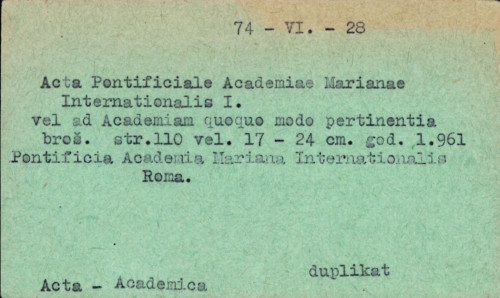 74 - VI. - 28
Acta Pontificiale Academiae Marianae
Internationalis I.
vel ad Academiam quoquo modo pertinentia
broš. str.110 vel. 17 - 24 cm. god. 1.961
Pontificia Academia Mariana Internationalis
Roma.
duplikat
Acta - Academica